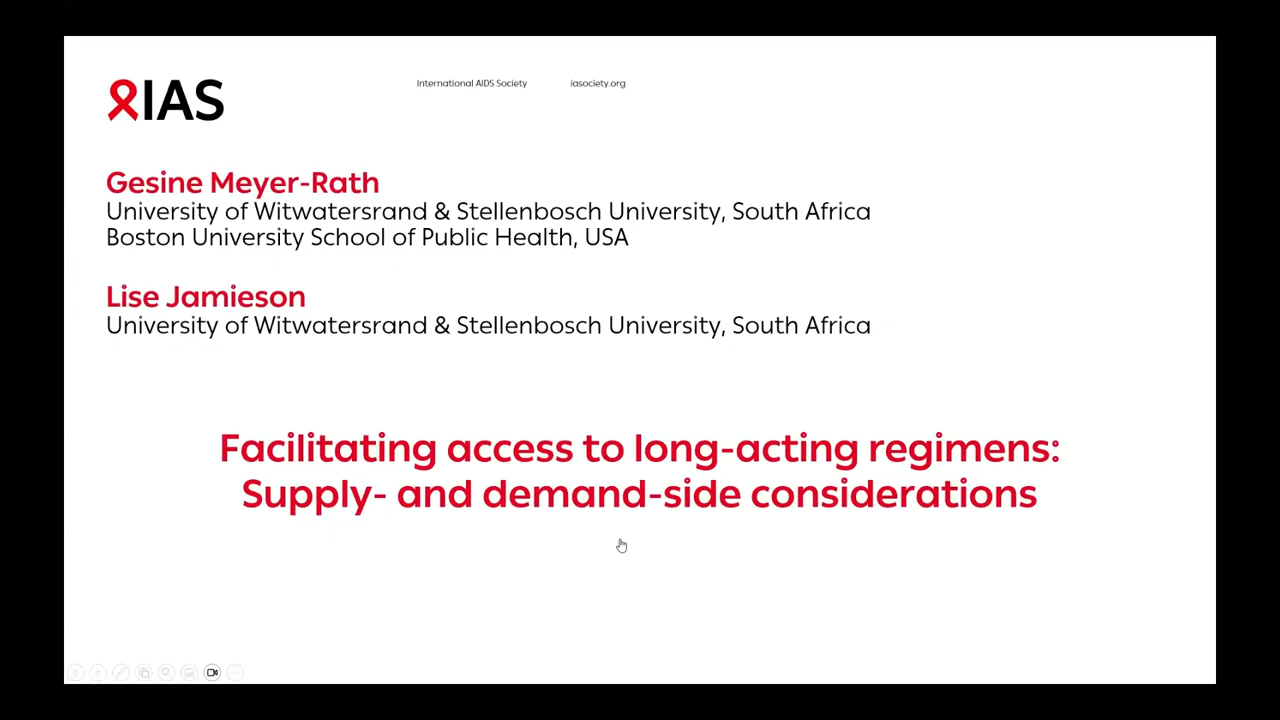 IAS
International AIDS Society iasociety.org
Gesine Meyer-Rath
University of Witwatersrand & Stellenbosch University, South Africa
Boston University School of Public Health, USA
Lise Jamieson
University of Witwatersrand & Stellenbosch University, South Africa
Facilitating access to long-acting regimens:
Supply- and demand-side considerations